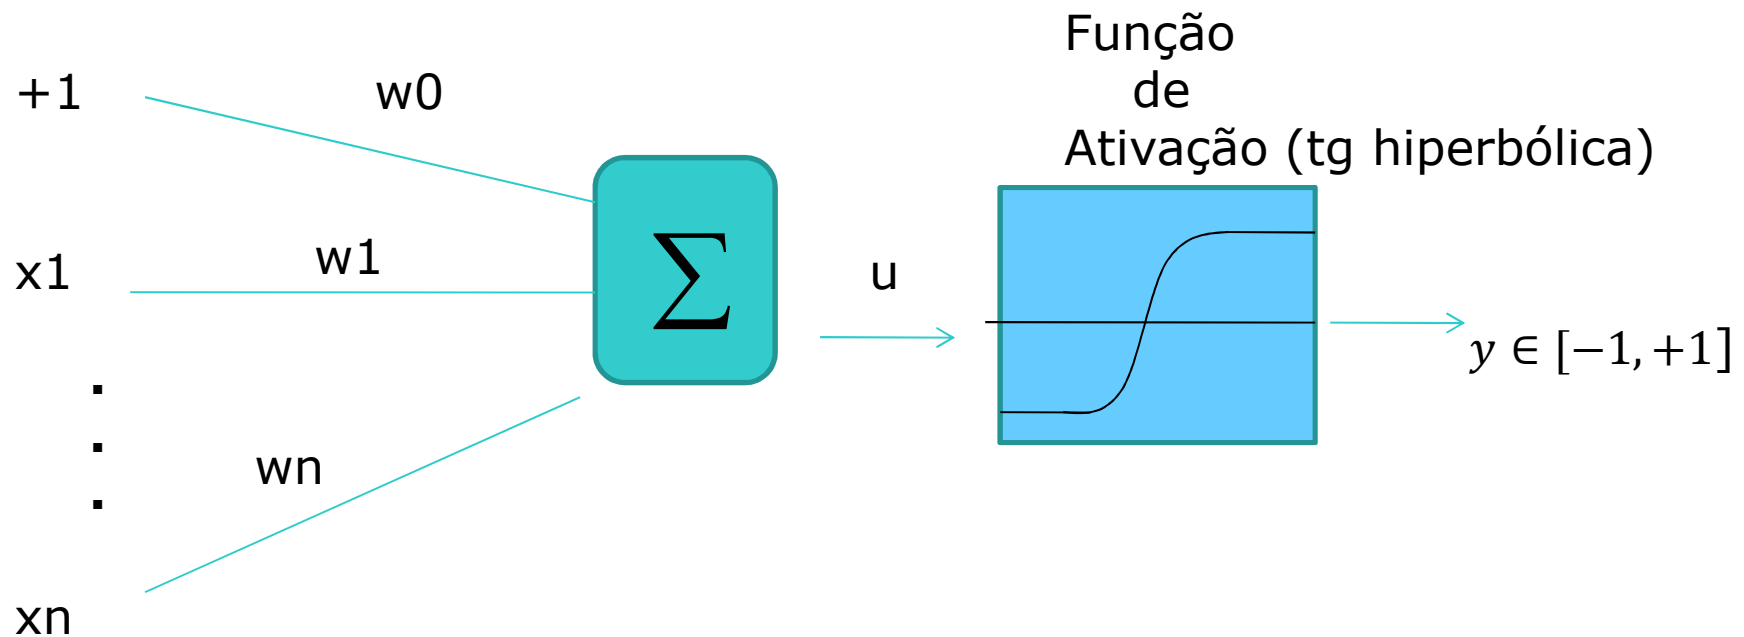 Função
de
Ativação (tg hiperbólica)
+1
w0
x1
w1
∑
u
y ∈ [−1, +1]
.
.
.
wn
xn